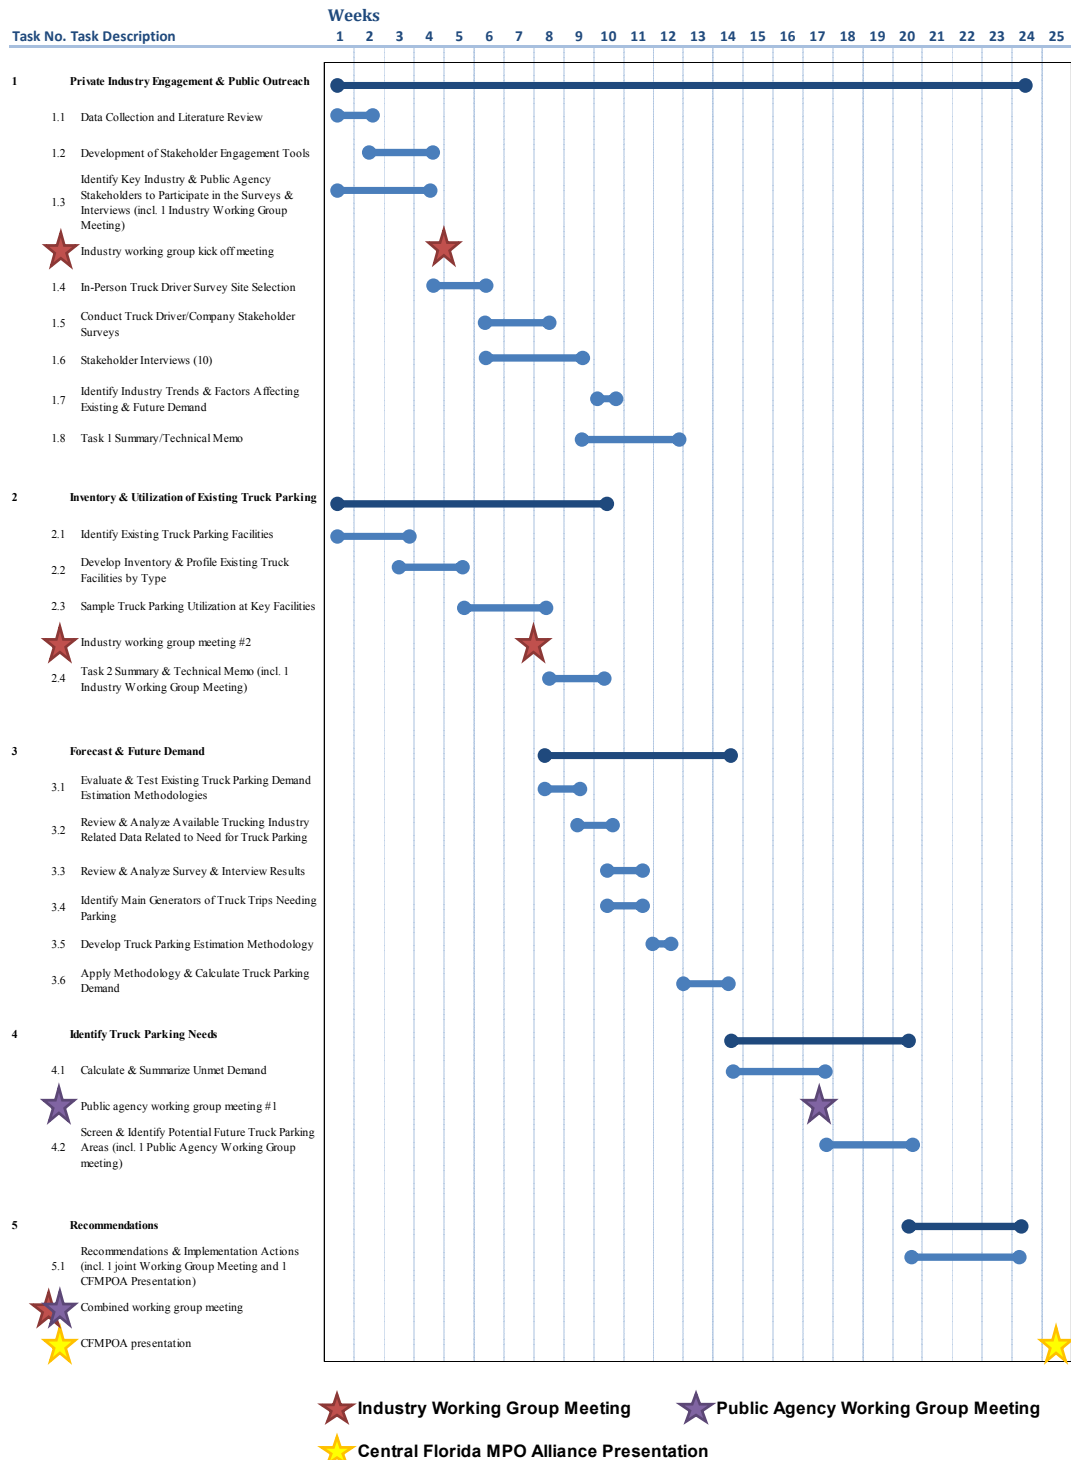 Weeks
Task No. Task Description 1 2 3 4 5 6 7 8 9 10 11 12 13 14 15 16 17 18 19 20 21 22 23 24 25
1 Private Industry Engagement & Public Outreach
1.1 Data Collection and Literature Review
1.2 Development of Stakeholder Engagement Tools
Identify Key Industry & Public Agency
Stakeholders to Participate in the Surveys &
1.3 Interviews (incl. 1 Industry Working Group
Meeting)
Industry working group kick off meeting
1.4 In-Person Truck Driver Survey Site Selection
1.5 Conduct Truck Driver/Company Stakeholder
Surveys
1.6 Stakeholder Interviews (10)
1.7 Identify Industry Trends & Factors Affecting
Existing & Future Demand
1.8 Task 1 Summary/Technical Memo
2 Inventory & Utilization of Existing Truck Parking
2.1 Identify Existing Truck Parking Facilities
2.2 Develop Inventory & Profile Existing Truck
Facilities by Type
2.3 Sample Truck Parking Utilization at Key Facilities
Industry working group meeting #2
2.4 Task 2 Summary & Technical Memo (incl. 1
Industry Working Group Meeting)
3 Forecast & Future Demand
3.1 Evaluate & Test Existing Truck Parking Demand
Estimation Methodologies
3.2 Review & Analyze Available Trucking Industry
Related Data Related to Need for Truck Parking
3.3 Review & Analyze Survey & Interview Results
3.4 Identify Main Generators of Truck Trips Needing
Parking
3.5 Develop Truck Parking Estimation Methodology
3.6 Apply Methodology & Calculate Truck Parking
Demand
4 Identify Truck Parking Needs
4.1 Calculate & Summarize Unmet Demand
Public agency working group meeting #1
Screen & Identify Potential Future Truck Parking
4.2 Areas (incl. 1 Public Agency Working Group
meeting)
5 Recommendations
Recommendations & Implementation Actions
5.1 (incl. 1 joint Working Group Meeting and 1
CFMPOA Presentation)
Combined working group meeting
CFMPOA presentation
Industry Working Group Meeting
Public Agency Working Group Meeting
Central Florida MPO Alliance Presentation